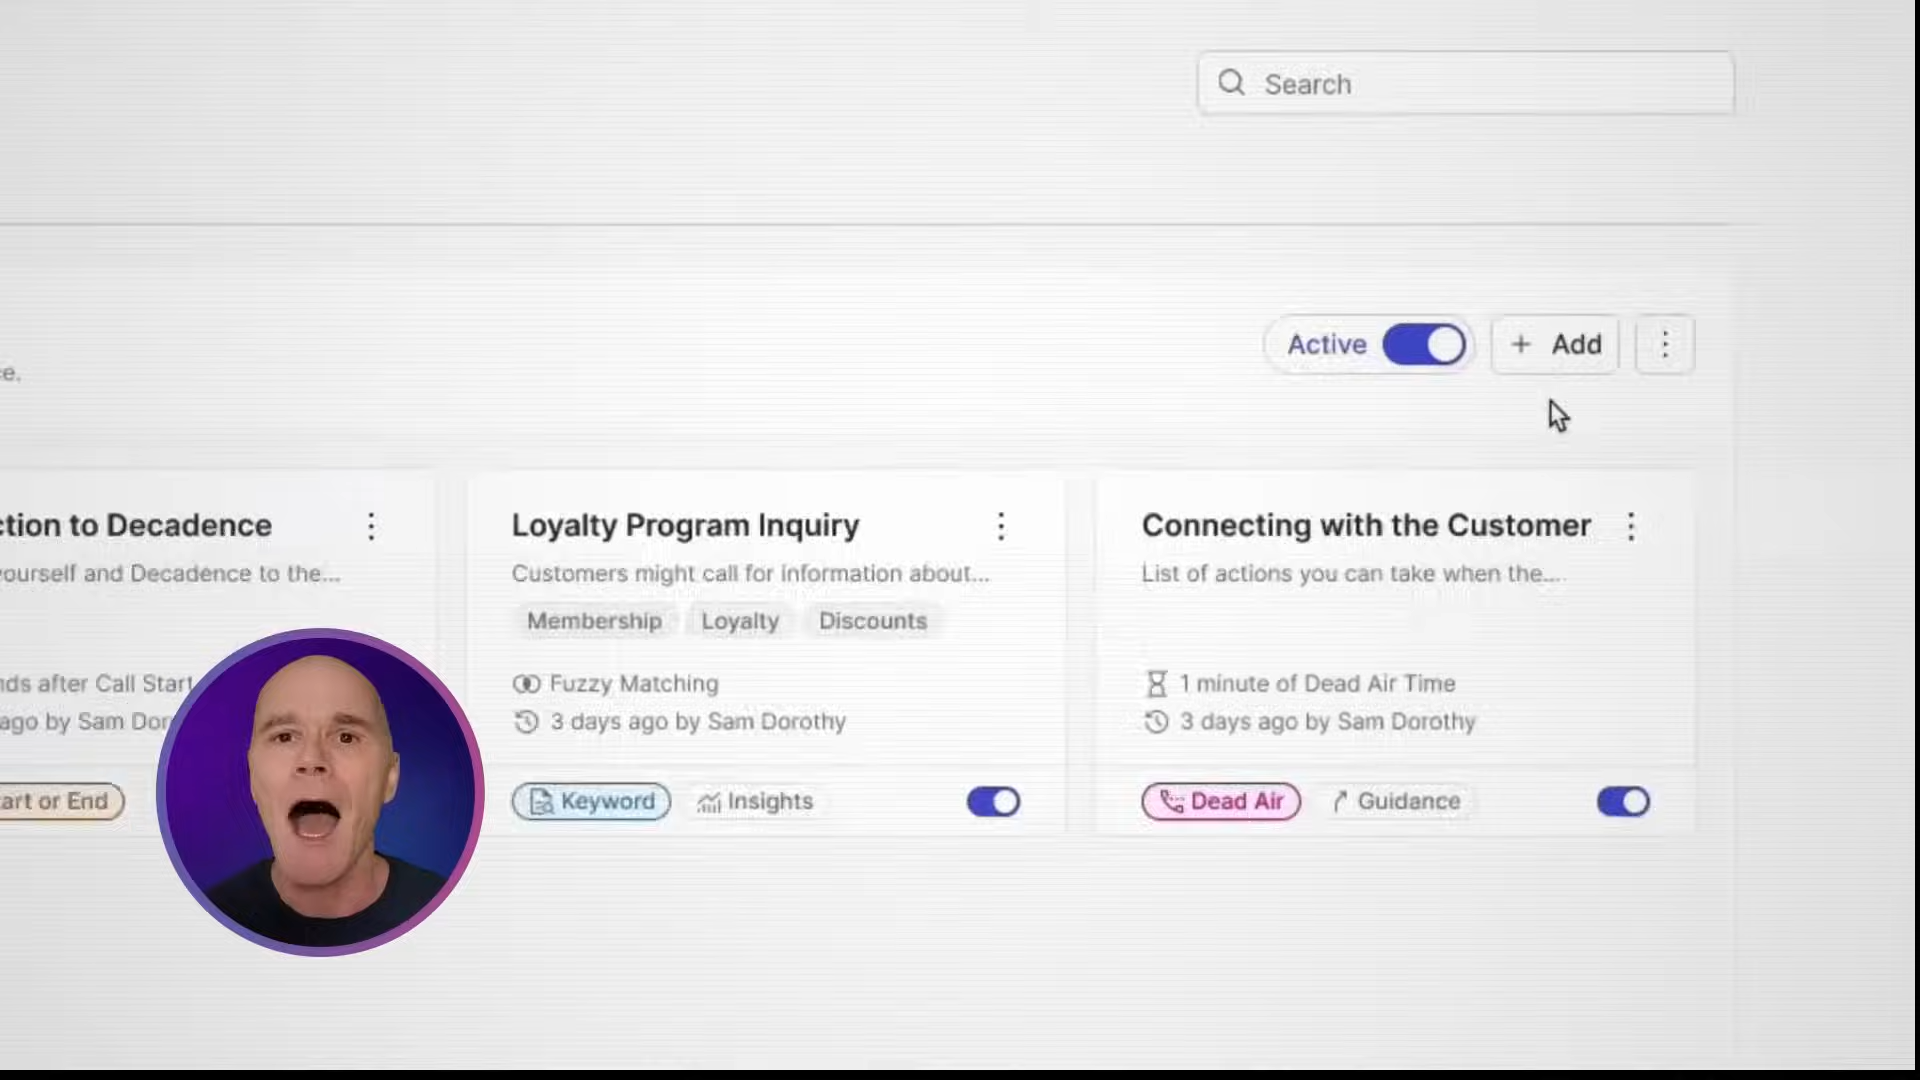 Search
Active
+ Add
e.
ction to Decadence
Loyalty Program Inquiry
Connecting with the Customer
yourself and Decadence to the...
Customers might call for information about...
List of actions you can take when the...
Membership
Loyalty
Discounts
nds after Call Start
Fuzzy Matching
1 minute of Dead Air Time
ago by Sam Dor
3 days ago by Sam Dorothy
3 days ago by Sam Dorothy
art or End
Keyword
Insights
Dead Air
Guidance